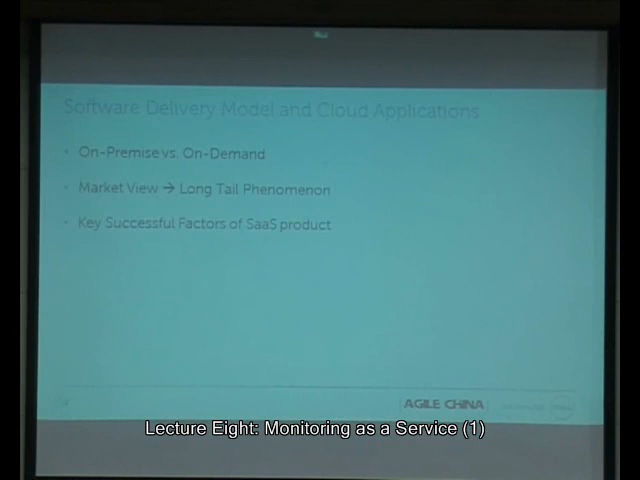 Software Delivery Model and Cloud Applications
• On-Premise vs. On-Demand
• Market View → Long Tail Phenomenon
• Key Successful Factors of SaaS product
AGILE CHINA
Lecture Eight: Monitoring as a Service (1)